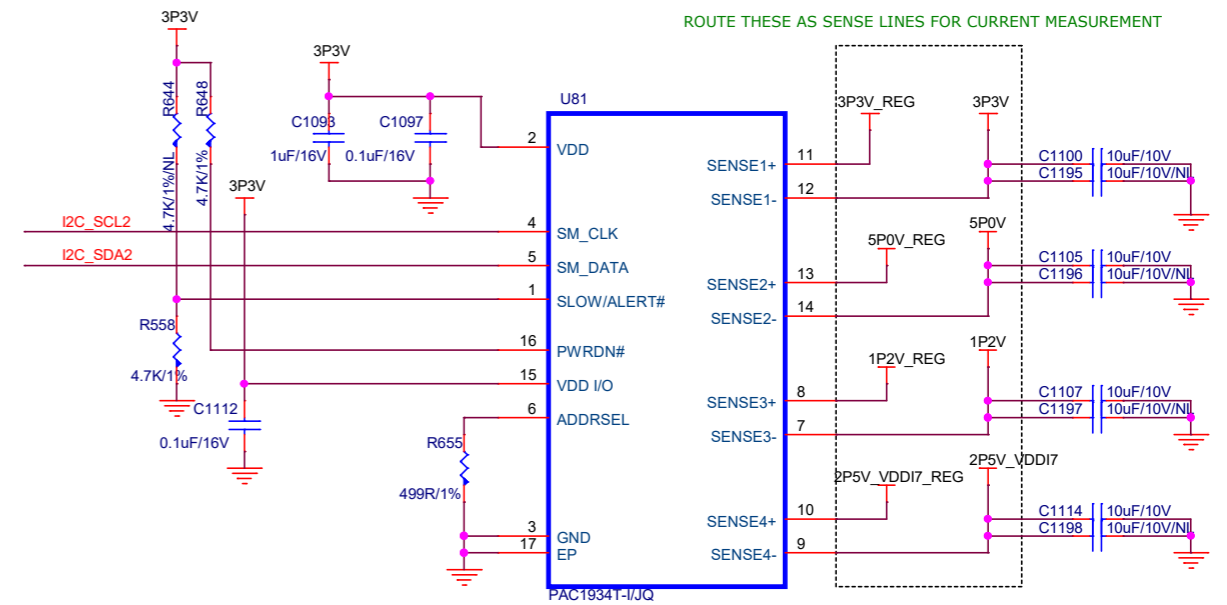 ROUTE THESE AS SENSE LINES FOR CURRENT MEASUREMENT
3P3V
R644
4.7K/1%/NL
R648
4.7K/1%
3P3V
C1093
1uF/16V
C1097
0.1uF/16V
3P3V
I2C_SCL2
I2C_SDA2
R558
4.7K/1%
C1112
0.1uF/16V
R655
499R/1%
U81
2 VDD
4 SM_CLK
5 SM_DATA
1 SLOW/ALERT#
16 PWRDN#
15 VDD I/O
6 ADDRSEL
3 GND
17 EP
SENSE1+ 11
SENSE1- 12
SENSE2+ 13
SENSE2- 14
SENSE3+ 8
SENSE3- 7
SENSE4+ 10
SENSE4- 9
PAC1934T-I/JQ
3P3V_REG
3P3V
C1100 10uF/10V
C1195 10uF/10V/NL
5P0V_REG
5P0V
C1105 10uF/10V
C1196 10uF/10V/NL
1P2V_REG
1P2V
C1107 10uF/10V
C1197 10uF/10V/NL
2P5V_VDDI7_REG
2P5V_VDDI7
C1114 10uF/10V
C1198 10uF/10V/NL